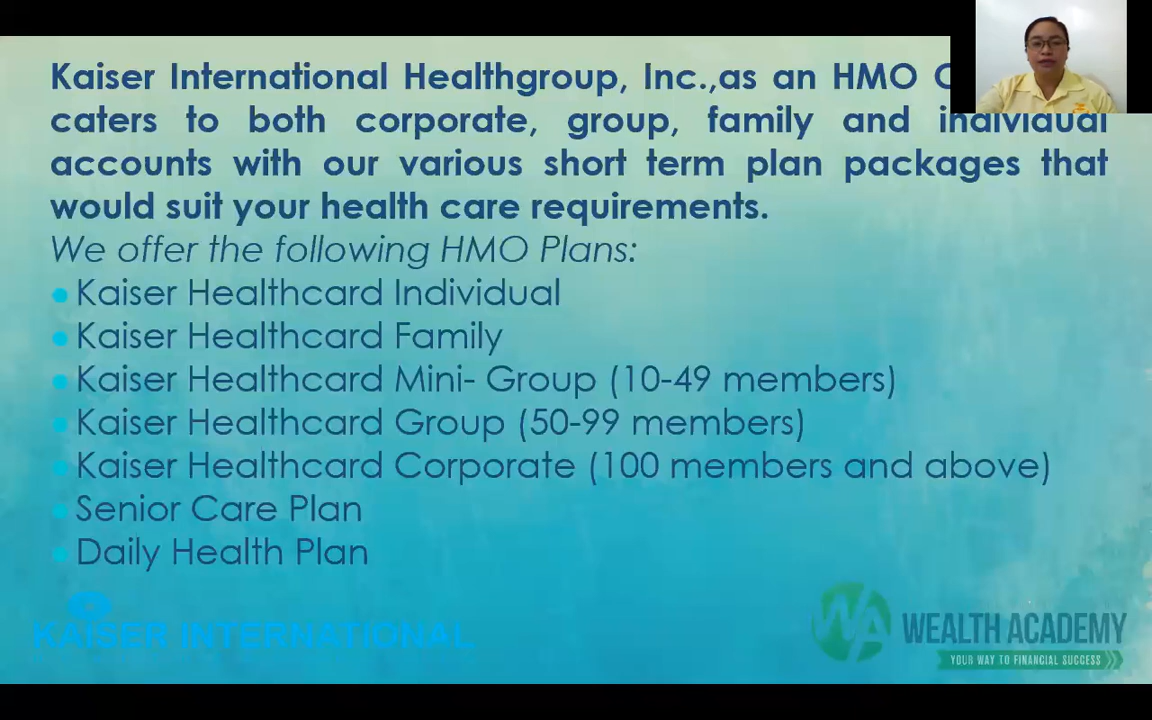 Kaiser International Healthgroup, Inc.,as an HMO
caters to both corporate, group, family and individual
accounts with our various short term plan packages that
would suit your health care requirements.
We offer the following HMO Plans:
Kaiser Healthcard Individual
Kaiser Healthcard Family
Kaiser Healthcard Mini- Group (10-49 members)
Kaiser Healthcard Group (50-99 members)
Kaiser Healthcard Corporate (100 members and above)
Senior Care Plan
Daily Health Plan
KAISER INTERNATIONAL
WA WEALTH ACADEMY
YOUR WAY TO FINANCIAL SUCCESS